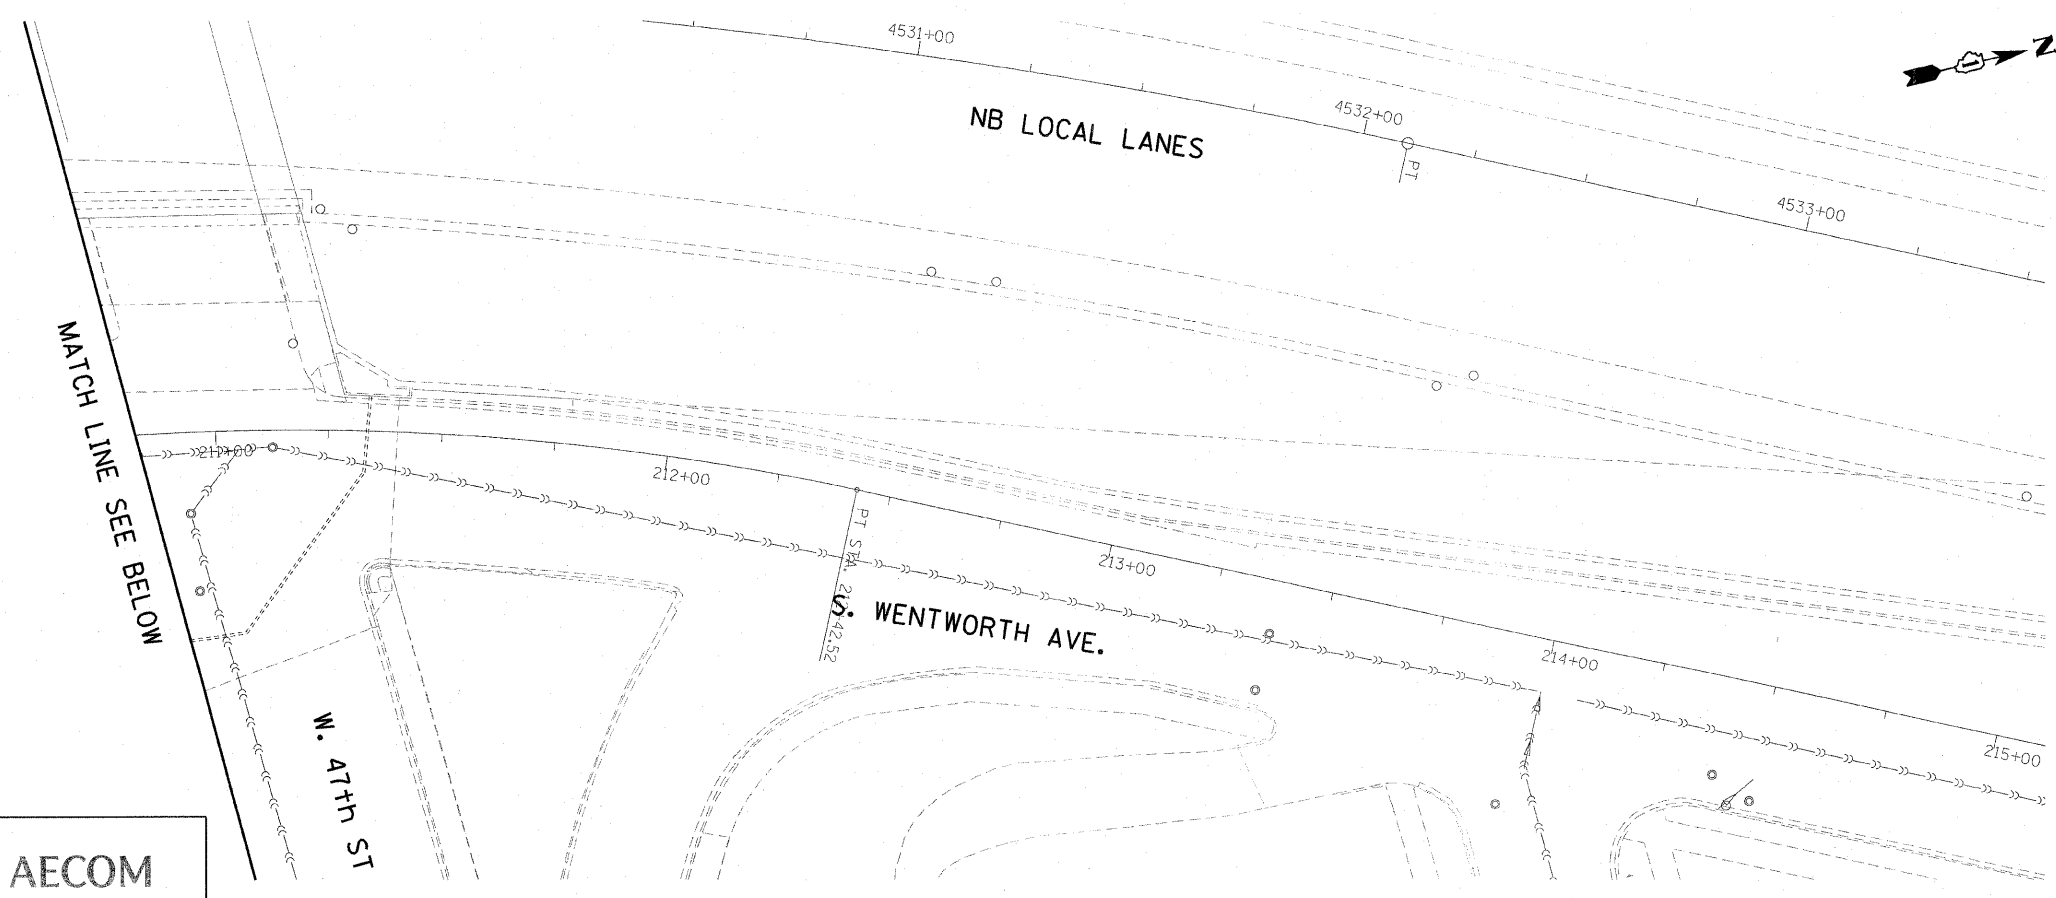 4531+00
N
4532+00
NB LOCAL LANES
PT
4533+00
MATCH LINE SEE BELOW
211+00
212+00
PT STA. 212+42.52
213+00
S. WENTWORTH AVE.
214+00
215+00
W. 47th ST
AECOM